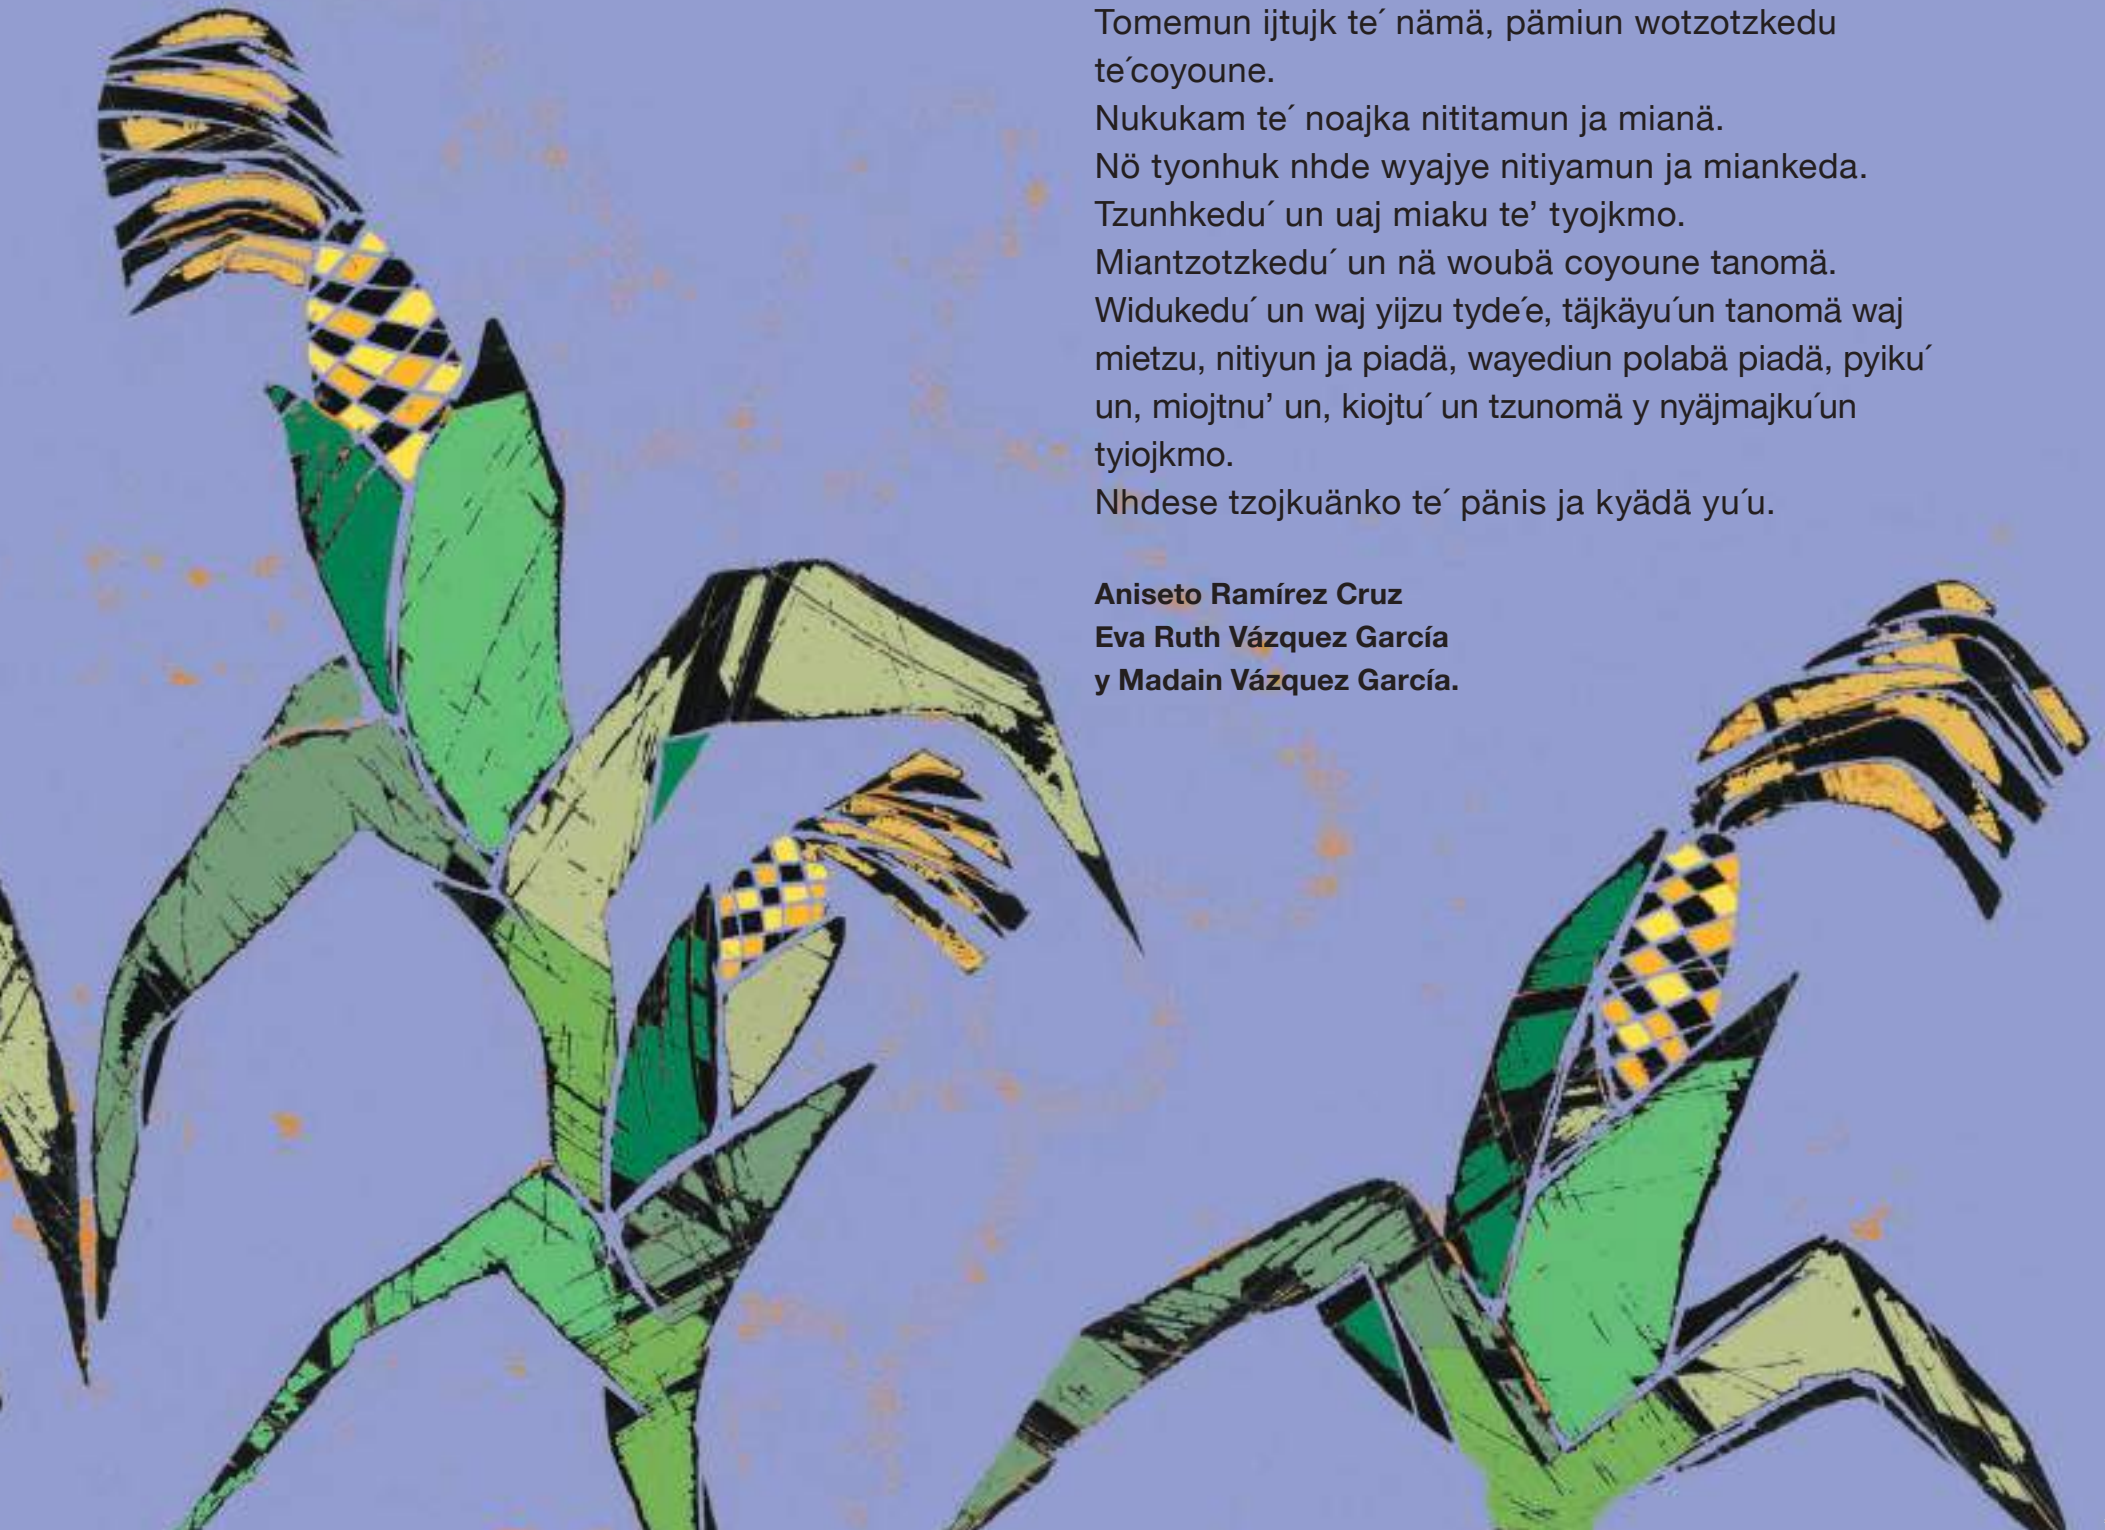 Tomemun ijtujk te´ nämä, pämiun wotzotzkedu
te´coyoune.
Nukukam te´ noajka nititamun ja mianä.
Nö tyonhuk nhde wyajye nitiyamun ja miankeda.
Tzunhkedu´ un uaj miaku te’ tyojkmo.
Miantzotzkedu´ un nä woubä coyoune tanomä.
Widukedu´ un waj yijzu tyde´e, täjkäyu´un tanomä waj
mietzu, nitiyun ja piadä, wayediun polabä piadä, pyiku´
un, miojtnu’ un, kiojtu´ un tzunomä y nyäjmajku´un
tyiojkmo.
Nhdese tzojkuänko te´ pänis ja kyädä yu´u.
Aniseto Ramírez Cruz
Eva Ruth Vázquez García
y Madain Vázquez García.